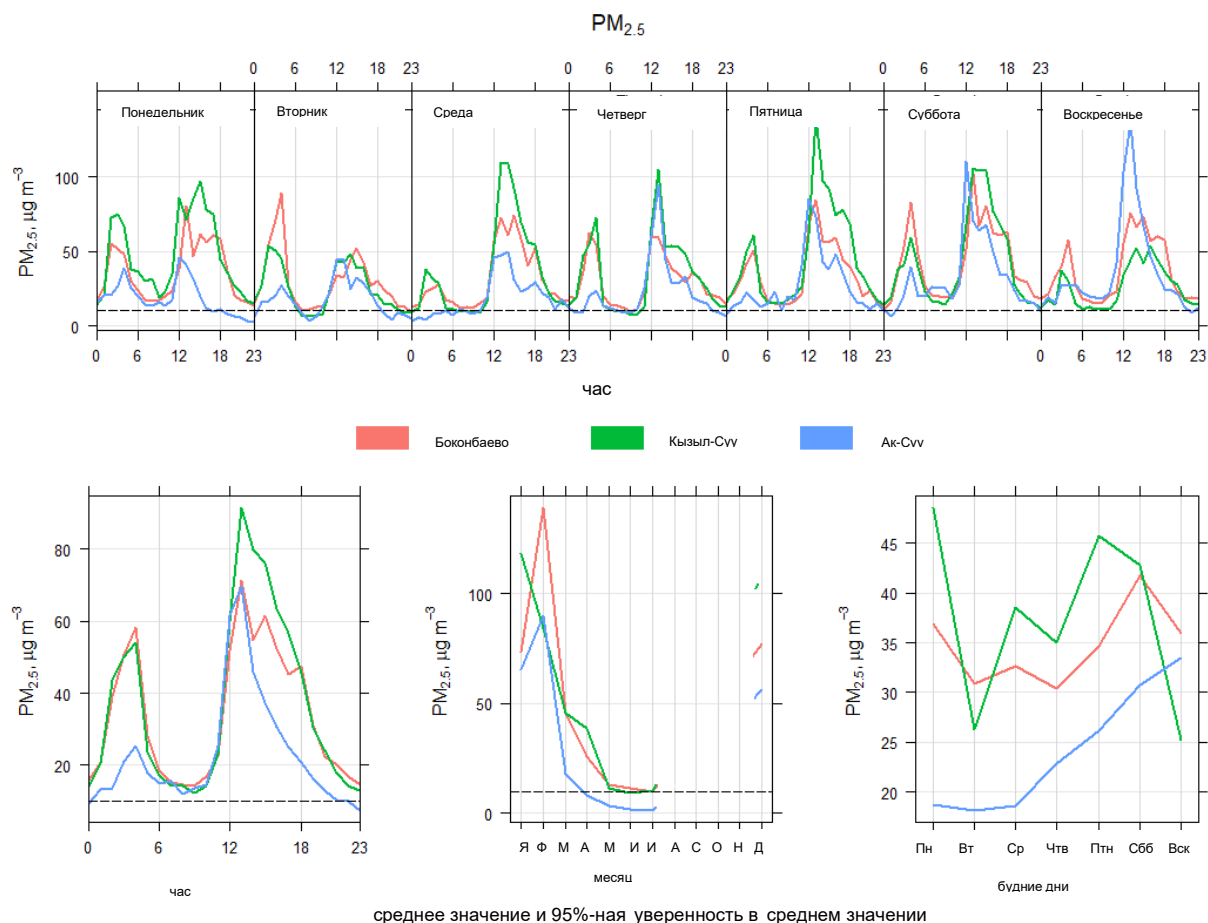 PM2.5
0 6 12 18 23 0 6 12 18 23 0 6 12 18 23
Понедельник Вторник Среда Четверг Пятница Суббота Воскресенье
PM2.5, μg m−3
100
50
0
0 6 12 18 23 0 6 12 18 23 0 6 12 18 23 0 6 12 18 23
час
Боконбаево Кызыл-Суу Ак-Суу
PM2.5, μg m−3
80
60
40
20
0 6 12 18 23
час
PM2.5, μg m−3
100
50
0
Я Ф М А М И И А С О Н Д
месяц
PM2.5, μg m−3
45
40
35
30
25
20
Пн Вт Ср Чтв Птн Сбб Вск
будние дни
среднее значение и 95%-ная уверенность в среднем значении